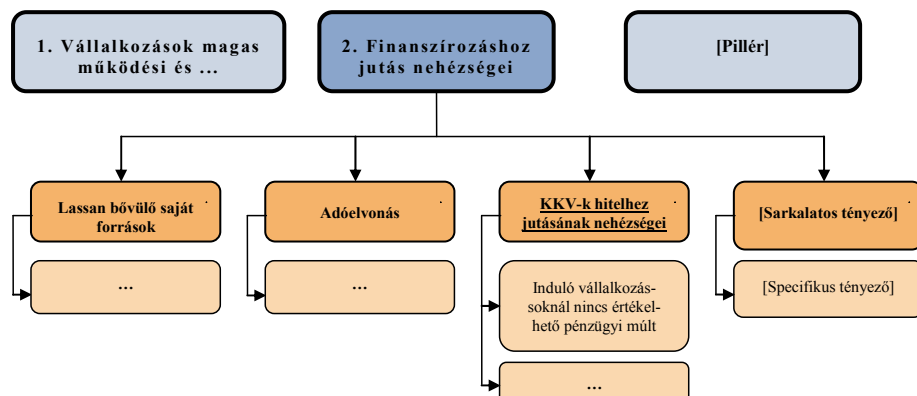 1. Vállalkozások magas
működési és ...
2. Finanszírozáshoz
jutás nehézségei
[Pillér]
Lassan bővülő saját
források
Adóelvonás
KKV-k hitelhez
jutásának nehézségei
[Sarkalatos tényező]
...
...
Induló vállalkozás-
soknál nincs értékel-
hető pénzügyi múlt
[Specifikus tényező]
...